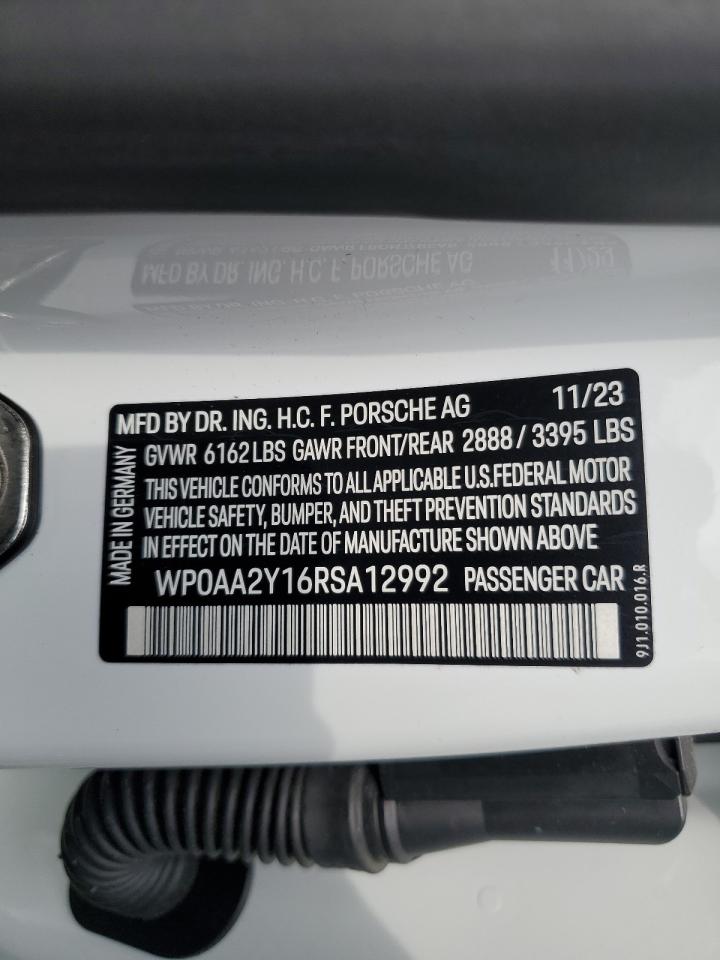 MFD BY DR. ING. H.C. F. PORSCHE AG 11/23
GVWR 6162 LBS GAWR FRONT/REAR 2888 / 3395 LBS
THIS VEHICLE CONFORMS TO ALL APPLICABLE U.S.FEDERAL MOTOR
VEHICLE SAFETY, BUMPER, AND THEFT PREVENTION STANDARDS
IN EFFECT ON THE DATE OF MANUFACTURE SHOWN ABOVE
WP0AA2Y16RSA12992 PASSENGER CAR
MADE IN GERMANY
9J1.010.016.R